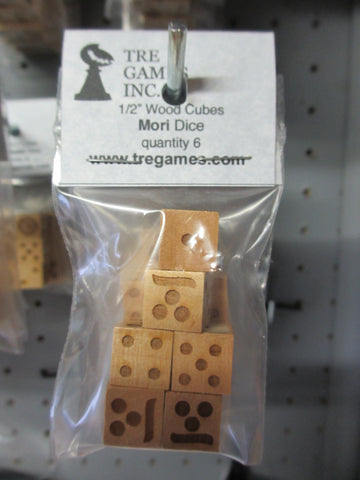 TRE
GAMES
INC.
1/2" Wood Cubes
Mori Dice
quantity 6
www.tregames.com